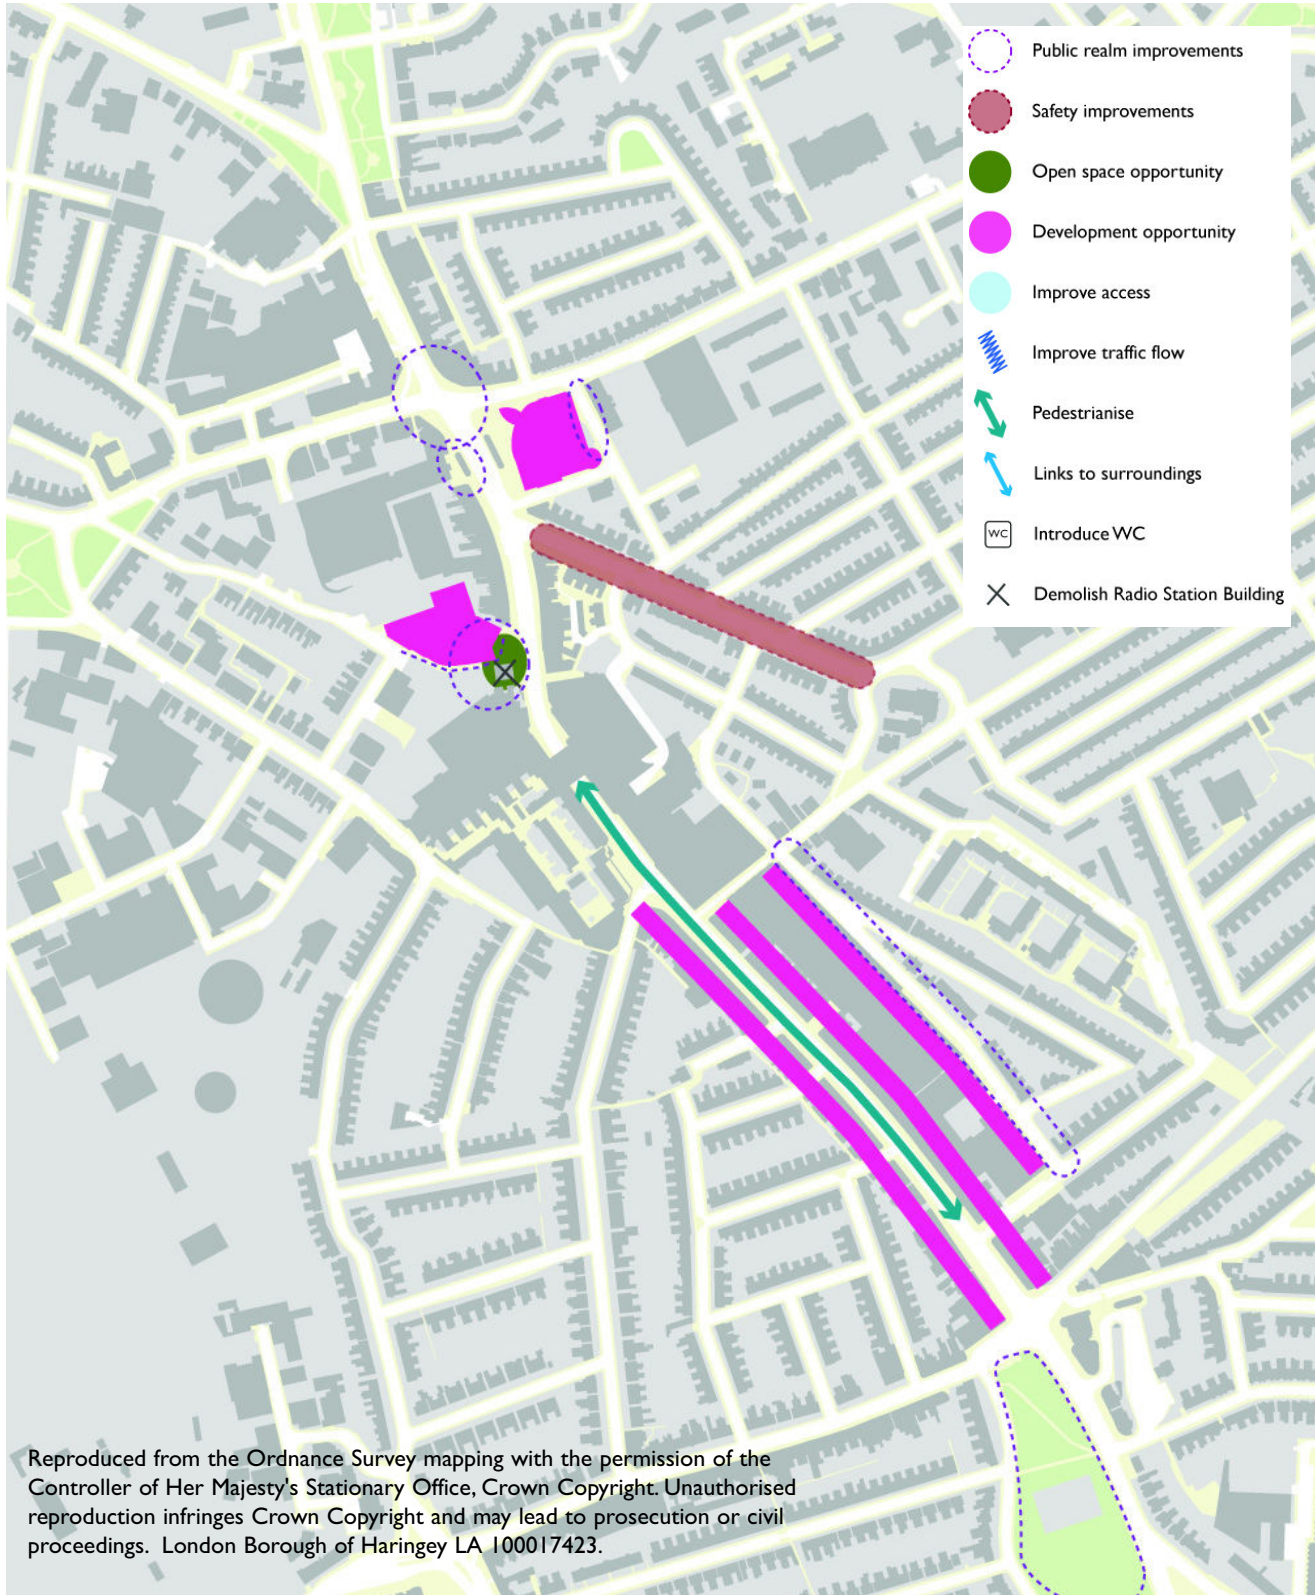 Public realm improvements
Safety improvements
Open space opportunity
Development opportunity
Improve access
Improve traffic flow
Pedestrianise
Links to surroundings
WC Introduce WC
Demolish Radio Station Building
Reproduced from the Ordnance Survey mapping with the permission of the
Controller of Her Majesty's Stationary Office, Crown Copyright. Unauthorised
reproduction infringes Crown Copyright and may lead to prosecution or civil
proceedings. London Borough of Haringey LA 100017423.